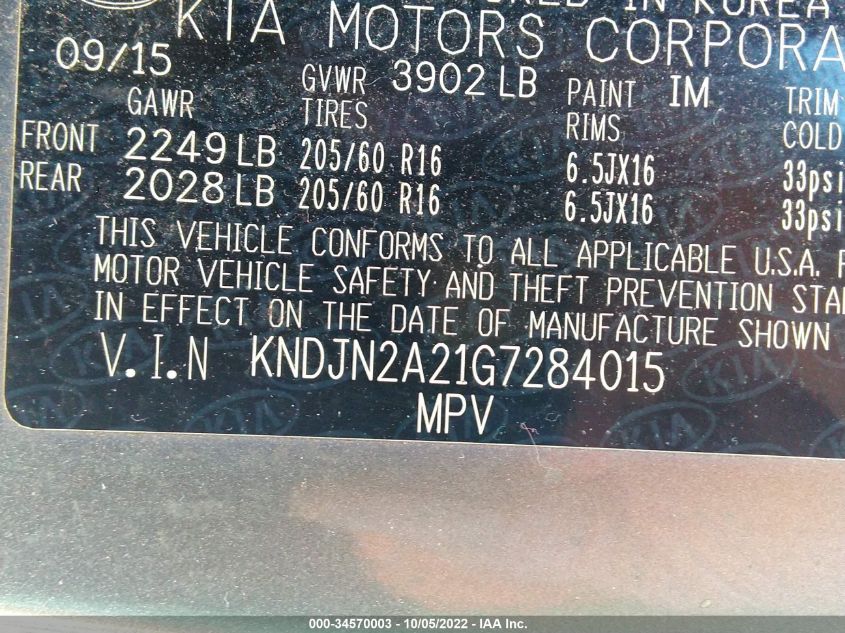 IN KOREA
KIA MOTORS CORPORA
09/15 GVWR 3902 LB PAINT IM TRIM
GAWR TIRES RIMS COLD
FRONT 2249 LB 205/60 R16 6.5JX16 33psi
REAR 2028 LB 205/60 R16 6.5JX16 33psi
THIS VEHICLE CONFORMS TO ALL APPLICABLE U.S.A. F
MOTOR VEHICLE SAFETY AND THEFT PREVENTION STAN
IN EFFECT ON THE DATE OF MANUFACTURE SHOWN
V.I.N KNDJN2A21G7284015
MPV
000-34570003 - 10/05/2022 - IAA Inc.